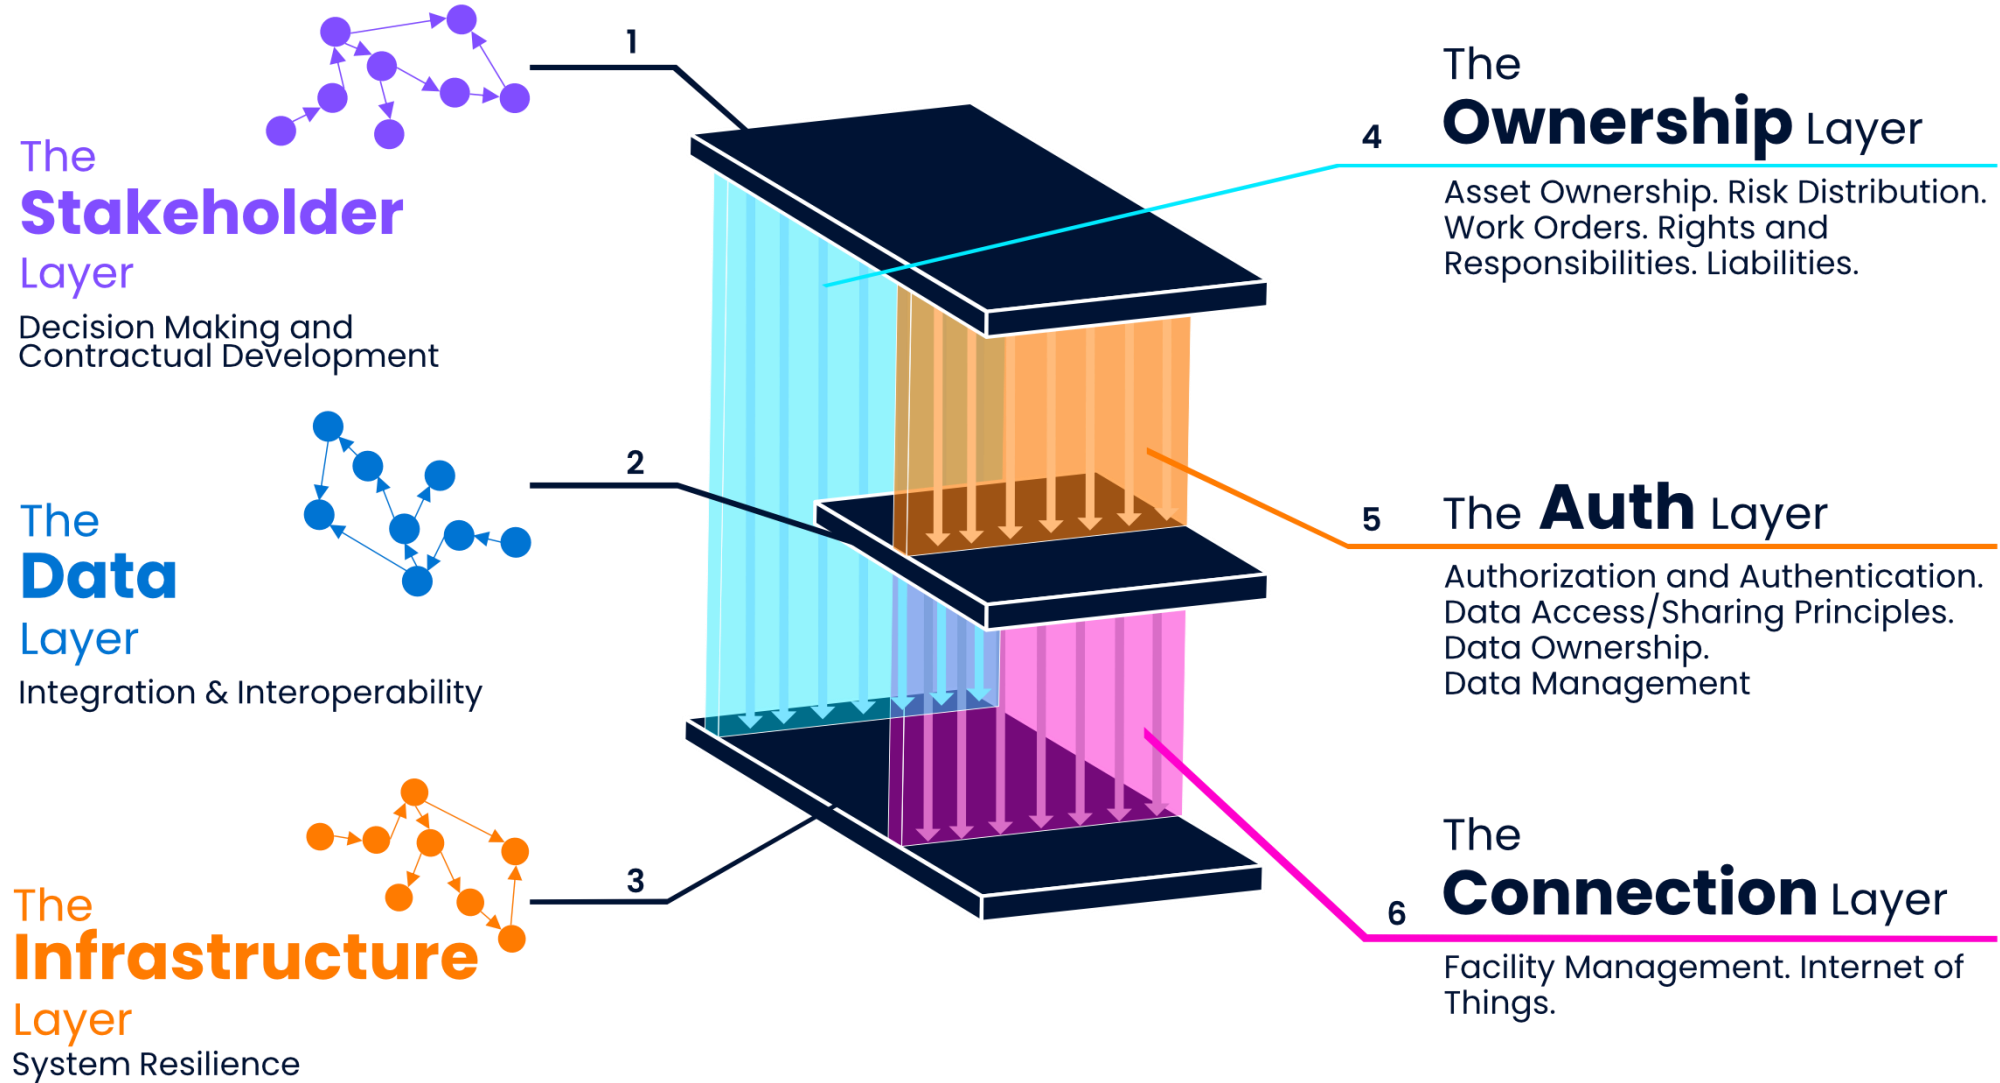 1
The
Stakeholder
Layer
Decision Making and
Contractual Development
2
The
Data
Layer
Integration & Interoperability
3
The
Infrastructure
Layer
System Resilience
4
The
Ownership Layer
Asset Ownership. Risk Distribution.
Work Orders. Rights and
Responsibilities. Liabilities.
5
The Auth Layer
Authorization and Authentication.
Data Access/Sharing Principles.
Data Ownership.
Data Management
6
The
Connection Layer
Facility Management. Internet of
Things.